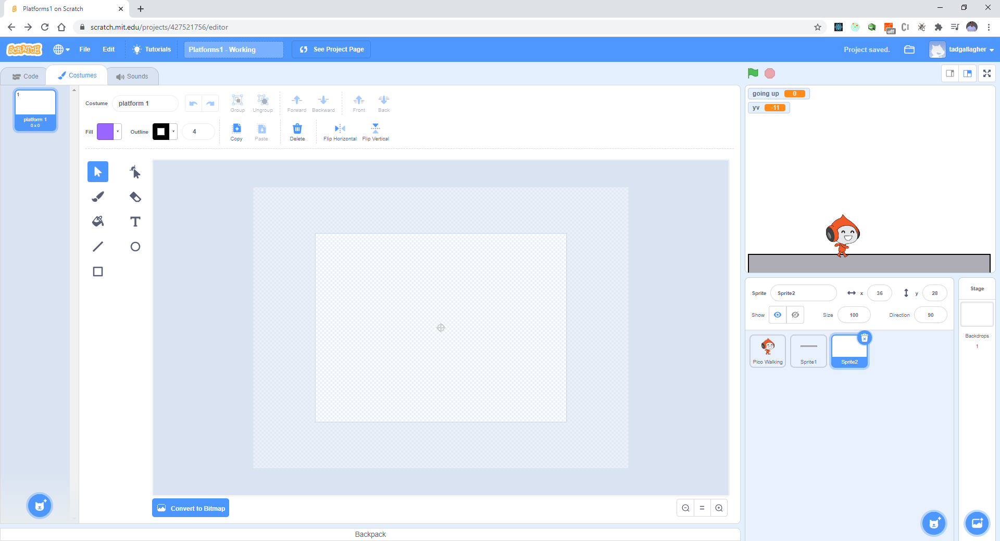 Platforms1 on Scratch
scratch.mit.edu/projects/427521756/editor
off
SCRATCH
File
Edit
Tutorials
Platforms1 - Working
See Project Page
Project saved.
tadgallagher
Code
Costumes
Sounds
1
platform 1
0 x 0
Costume
platform 1
Group
Ungroup
Forward
Backward
Front
Back
Fill
Outline
4
Copy
Paste
Delete
Flip Horizontal
Flip Vertical
T
Convert to Bitmap
Backpack
going up 0
yv -11
Sprite
Sprite2
x
36
y
28
Show
Size
100
Direction
90
Pico Walking
Sprite1
Sprite2
Stage
Backdrops
1